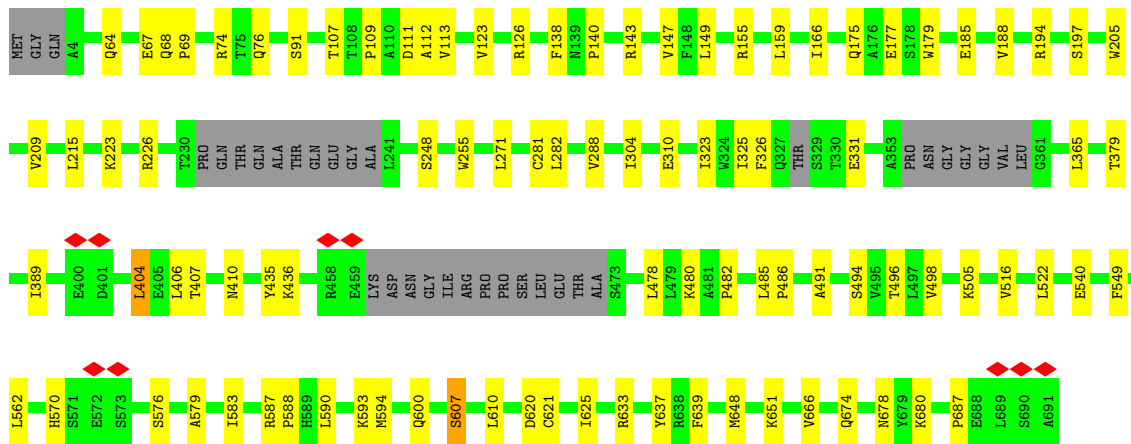 MET GLY GLN A4 Q64 E67 Q68 P69 R74 T75 Q76 S91 T107 T108 P109 A110 D111 A112 V113 V123 R126 F138 N139 P140 R143 V147 F148 L149 R155 L159 I166 Q175 A176 E177 S178 W179 E185 V188 R194 S197 W205
V209 L215 K223 R226 T230 PRO GLN THR GLN ALA THR GLN GLU GLY ALA L241 S248 W255 L271 C281 L282 V288 I304 E310 I323 W324 I325 F326 Q327 THR S329 T330 E331 A353 PRO ASN GLY GLY GLY VAL LEU G361 L365 T379
I389 E400 D401 L404 E405 L406 T407 N410 Y435 K436 R458 E459 LYS ASP ASN GLY ILE ARG PRO PRO SER LEU GLU THR ALA S473 L478 L479 K480 A481 P482 L485 P486 A491 S494 V495 T496 L497 V498 K505 V516 L522 E540 F549
L562 H570 S571 E572 S573 S576 A579 I583 R587 P588 H589 L590 K593 M594 Q600 S607 L610 D620 C621 I625 R633 Y637 R638 F639 M648 K651 V666 Q674 N678 Y679 K680 P687 E688 L689 S690 A691